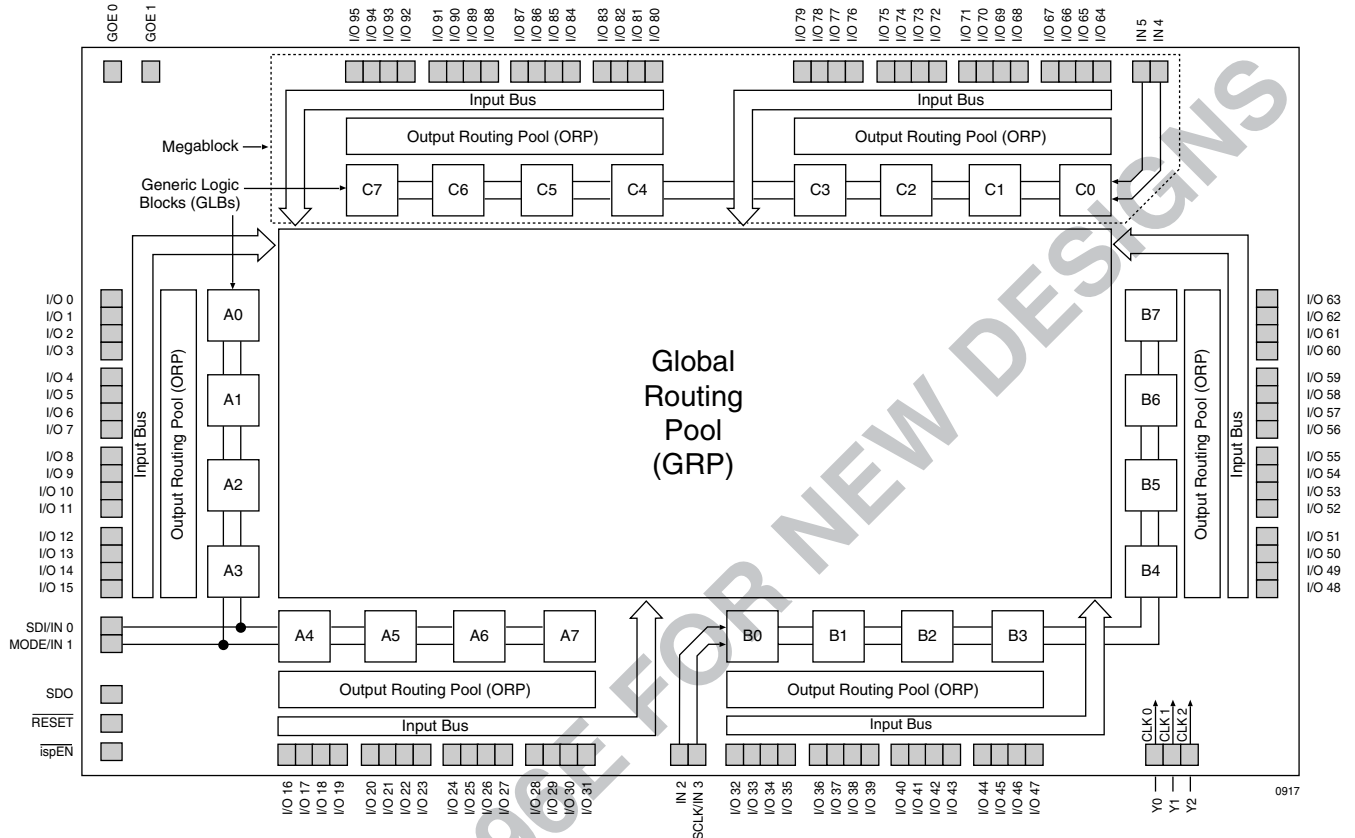 GOE 0
GOE 1
I/O 95
I/O 94
I/O 93
I/O 92
I/O 91
I/O 90
I/O 89
I/O 88
I/O 87
I/O 86
I/O 85
I/O 84
I/O 83
I/O 82
I/O 81
I/O 80
I/O 79
I/O 78
I/O 77
I/O 76
I/O 75
I/O 74
I/O 73
I/O 72
I/O 71
I/O 70
I/O 69
I/O 68
I/O 67
I/O 66
I/O 65
I/O 64
IN 5
IN 4
Input Bus
Input Bus
Output Routing Pool (ORP)
Output Routing Pool (ORP)
Megablock
Generic Logic
Blocks (GLBs)
C7
C6
C5
C4
C3
C2
C1
C0
I/O 0
I/O 1
I/O 2
I/O 3
I/O 4
I/O 5
I/O 6
I/O 7
I/O 8
I/O 9
I/O 10
I/O 11
I/O 12
I/O 13
I/O 14
I/O 15
Input Bus
Output Routing Pool (ORP)
A0
A1
A2
A3
Global
Routing
Pool
(GRP)
B7
B6
B5
B4
Output Routing Pool (ORP)
Input Bus
I/O 63
I/O 62
I/O 61
I/O 60
I/O 59
I/O 58
I/O 57
I/O 56
I/O 55
I/O 54
I/O 53
I/O 52
I/O 51
I/O 50
I/O 49
I/O 48
SDI/IN 0
MODE/IN 1
A4
A5
A6
A7
B0
B1
B2
B3
Output Routing Pool (ORP)
Output Routing Pool (ORP)
Input Bus
Input Bus
SDO
RESET
ispEN
CLK 0
CLK 1
CLK 2
I/O 16
I/O 17
I/O 18
I/O 19
I/O 20
I/O 21
I/O 22
I/O 23
I/O 24
I/O 25
I/O 26
I/O 27
I/O 28
I/O 29
I/O 30
I/O 31
IN 2
SCLK/IN 3
I/O 32
I/O 33
I/O 34
I/O 35
I/O 36
I/O 37
I/O 38
I/O 39
I/O 40
I/O 41
I/O 42
I/O 43
I/O 44
I/O 45
I/O 46
I/O 47
Y0
Y1
Y2
0917
96E FOR NEW DESIGNS